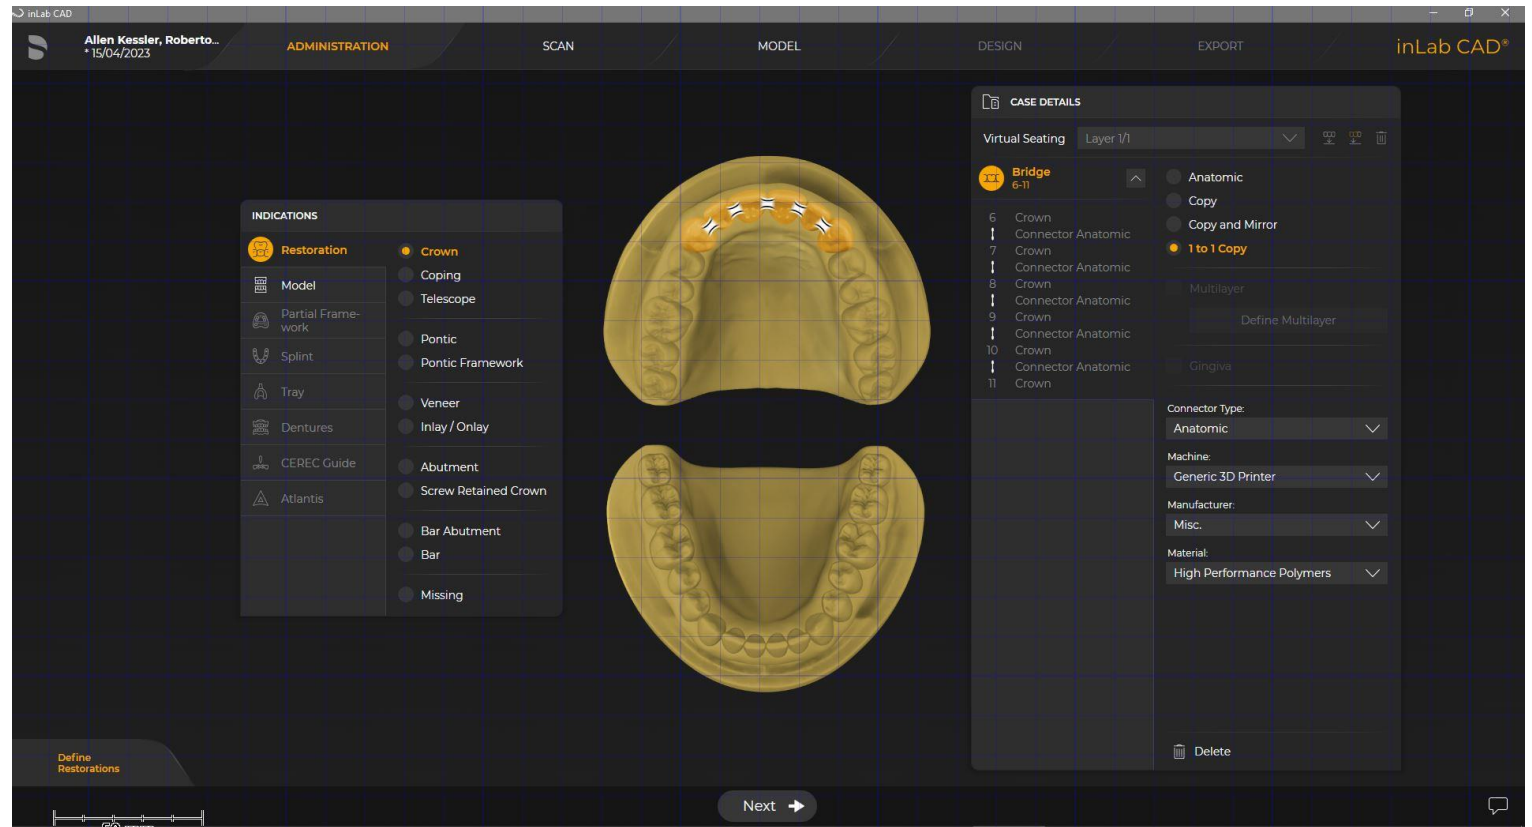 inLab CAD
Allen Kessler, Roberto...
* 15/04/2023
ADMINISTRATION
SCAN
MODEL
DESIGN
EXPORT
inLab CAD®
INDICATIONS
Restoration
Model
Partial Frame-
work
Splint
Tray
Dentures
CEREC Guide
Atlantis
Crown
Coping
Telescope
Pontic
Pontic Framework
Veneer
Inlay / Onlay
Abutment
Screw Retained Crown
Bar Abutment
Bar
Missing
CASE DETAILS
Virtual Seating Layer 1/1
Bridge
6-11
6 Crown
Connector Anatomic
7 Crown
Connector Anatomic
8 Crown
Connector Anatomic
9 Crown
Connector Anatomic
10 Crown
Connector Anatomic
11 Crown
Anatomic
Copy
Copy and Mirror
1 to 1 Copy
Multilayer
Define Multilayer
Gingiva
Connector Type:
Anatomic
Machine:
Generic 3D Printer
Manufacturer:
Misc.
Material:
High Performance Polymers
Delete
Define
Restorations
Next